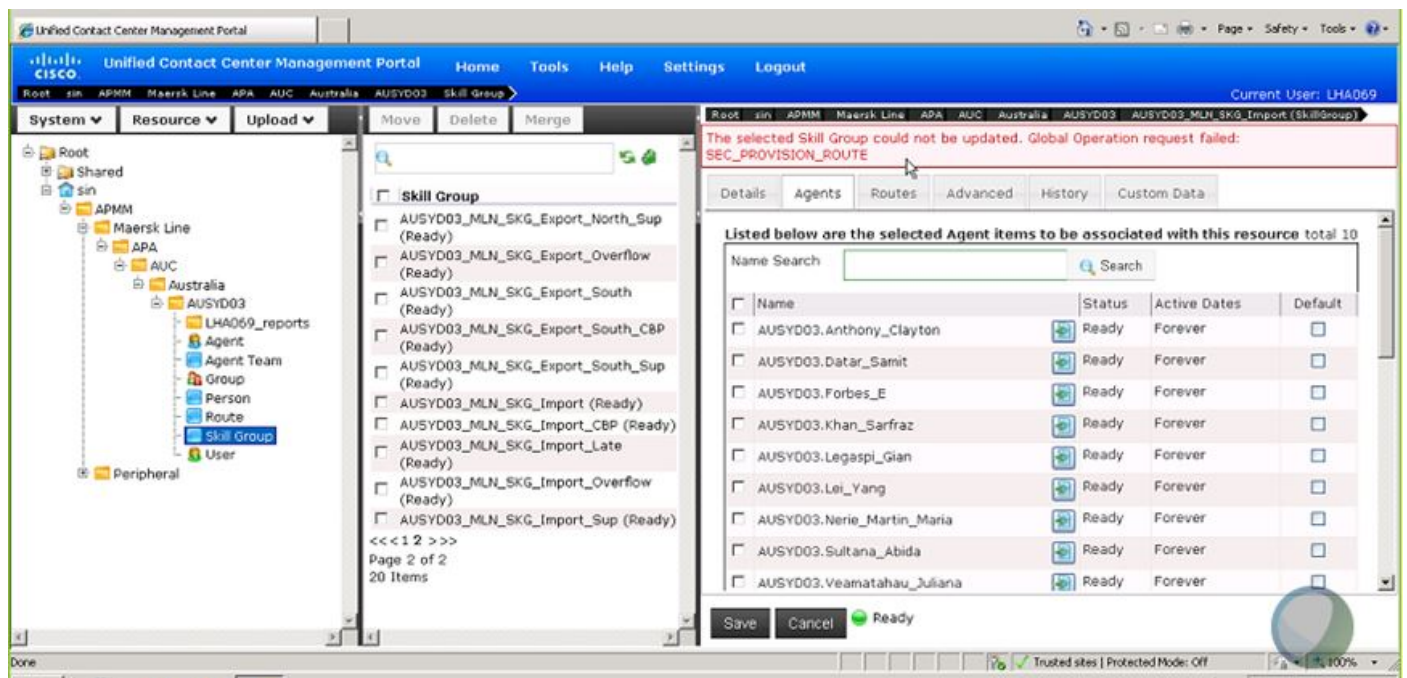 Unified Contact Center Management Portal
Page Safety Tools
CISCO Unified Contact Center Management Portal Home Tools Help Settings Logout
Root sin APMM Maersk Line APA AUC Australia AUSYD03 Skill Group
Current User: LHA069
System Resource Upload
Root
Shared
sin
APMM
Maersk Line
APA
AUC
Australia
AUSYD03
LHA069_reports
Agent
Agent Team
Group
Person
Route
Skill Group
User
Peripheral
Move Delete Merge
Skill Group
AUSYD03_MLN_SKG_Export_North_Sup
(Ready)
AUSYD03_MLN_SKG_Export_Overflow
(Ready)
AUSYD03_MLN_SKG_Export_South
(Ready)
AUSYD03_MLN_SKG_Export_South_CBP
(Ready)
AUSYD03_MLN_SKG_Export_South_Sup
(Ready)
AUSYD03_MLN_SKG_Import (Ready)
AUSYD03_MLN_SKG_Import_CBP (Ready)
AUSYD03_MLN_SKG_Import_Late
(Ready)
AUSYD03_MLN_SKG_Import_Overflow
(Ready)
AUSYD03_MLN_SKG_Import_Sup (Ready)
<<<1 2 >>>
Page 2 of 2
20 Items
Root sin APMM Maersk Line APA AUC Australia AUSYD03 AUSYD03_MLN_SKG_Import (SkillGroup)
The selected Skill Group could not be updated. Global Operation request failed:
SEC_PROVISION_ROUTE
Details Agents Routes Advanced History Custom Data
Listed below are the selected Agent items to be associated with this resource total 10
Name Search Search
Name Status Active Dates Default
AUSYD03.Anthony_Clayton Ready Forever
AUSYD03.Datar_Samit Ready Forever
AUSYD03.Forbes_E Ready Forever
AUSYD03.Khan_Sarfraz Ready Forever
AUSYD03.Legaspi_Gian Ready Forever
AUSYD03.Lei_Yang Ready Forever
AUSYD03.Nerie_Martin_Maria Ready Forever
AUSYD03.Sultana_Abida Ready Forever
AUSYD03.Veamatahau_Juliana Ready Forever
Save Cancel Ready
Done
Trusted sites | Protected Mode: Off
100%